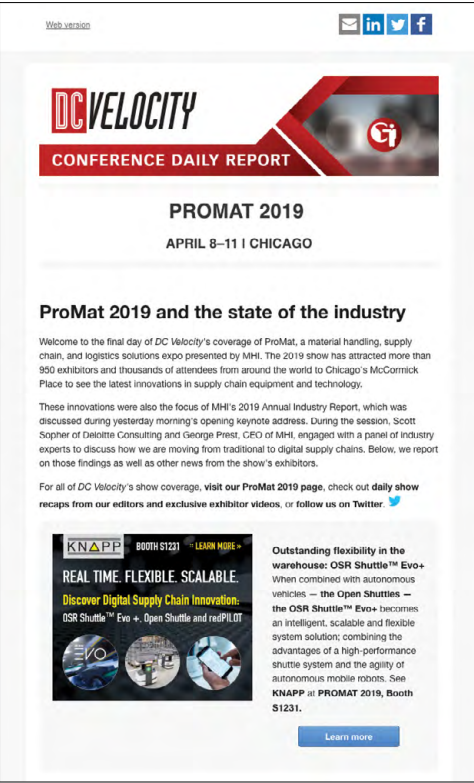 Web version
DCVELOCITY
CONFERENCE DAILY REPORT
PROMAT 2019
APRIL 8–11 | CHICAGO
ProMat 2019 and the state of the industry
Welcome to the final day of DC Velocity's coverage of ProMat, a material handling, supply
chain, and logistics solutions expo presented by MHI. The 2019 show has attracted more than
950 exhibitors and thousands of attendees from around the world to Chicago's McCormick
Place to see the latest innovations in supply chain equipment and technology.
These innovations were also the focus of MHI's 2019 Annual Industry Report, which was
discussed during yesterday morning's opening keynote address. During the session, Scott
Sopher of Deloitte Consulting and George Prest, CEO of MHI, engaged with a panel of industry
experts to discuss how we are moving from traditional to digital supply chains. Below, we report
on those findings as well as other news from the show's exhibitors.
For all of DC Velocity's show coverage, visit our ProMat 2019 page, check out daily show
recaps from our editors and exclusive exhibitor videos, or follow us on Twitter.
KNAPP BOOTH S1231 LEARN MORE »
REAL TIME. FLEXIBLE. SCALABLE.
Discover Digital Supply Chain Innovation:
OSR Shuttle™ Evo +, Open Shuttle and redPILOT
EVO
Outstanding flexibility in the
warehouse: OSR Shuttle™ Evo+
When combined with autonomous
vehicles — the Open Shuttles —
the OSR Shuttle™ Evo+ becomes
an intelligent, scalable and flexible
system solution; combining the
advantages of a high-performance
shuttle system and the agility of
autonomous mobile robots. See
KNAPP at PROMAT 2019, Booth
S1231.
Learn more